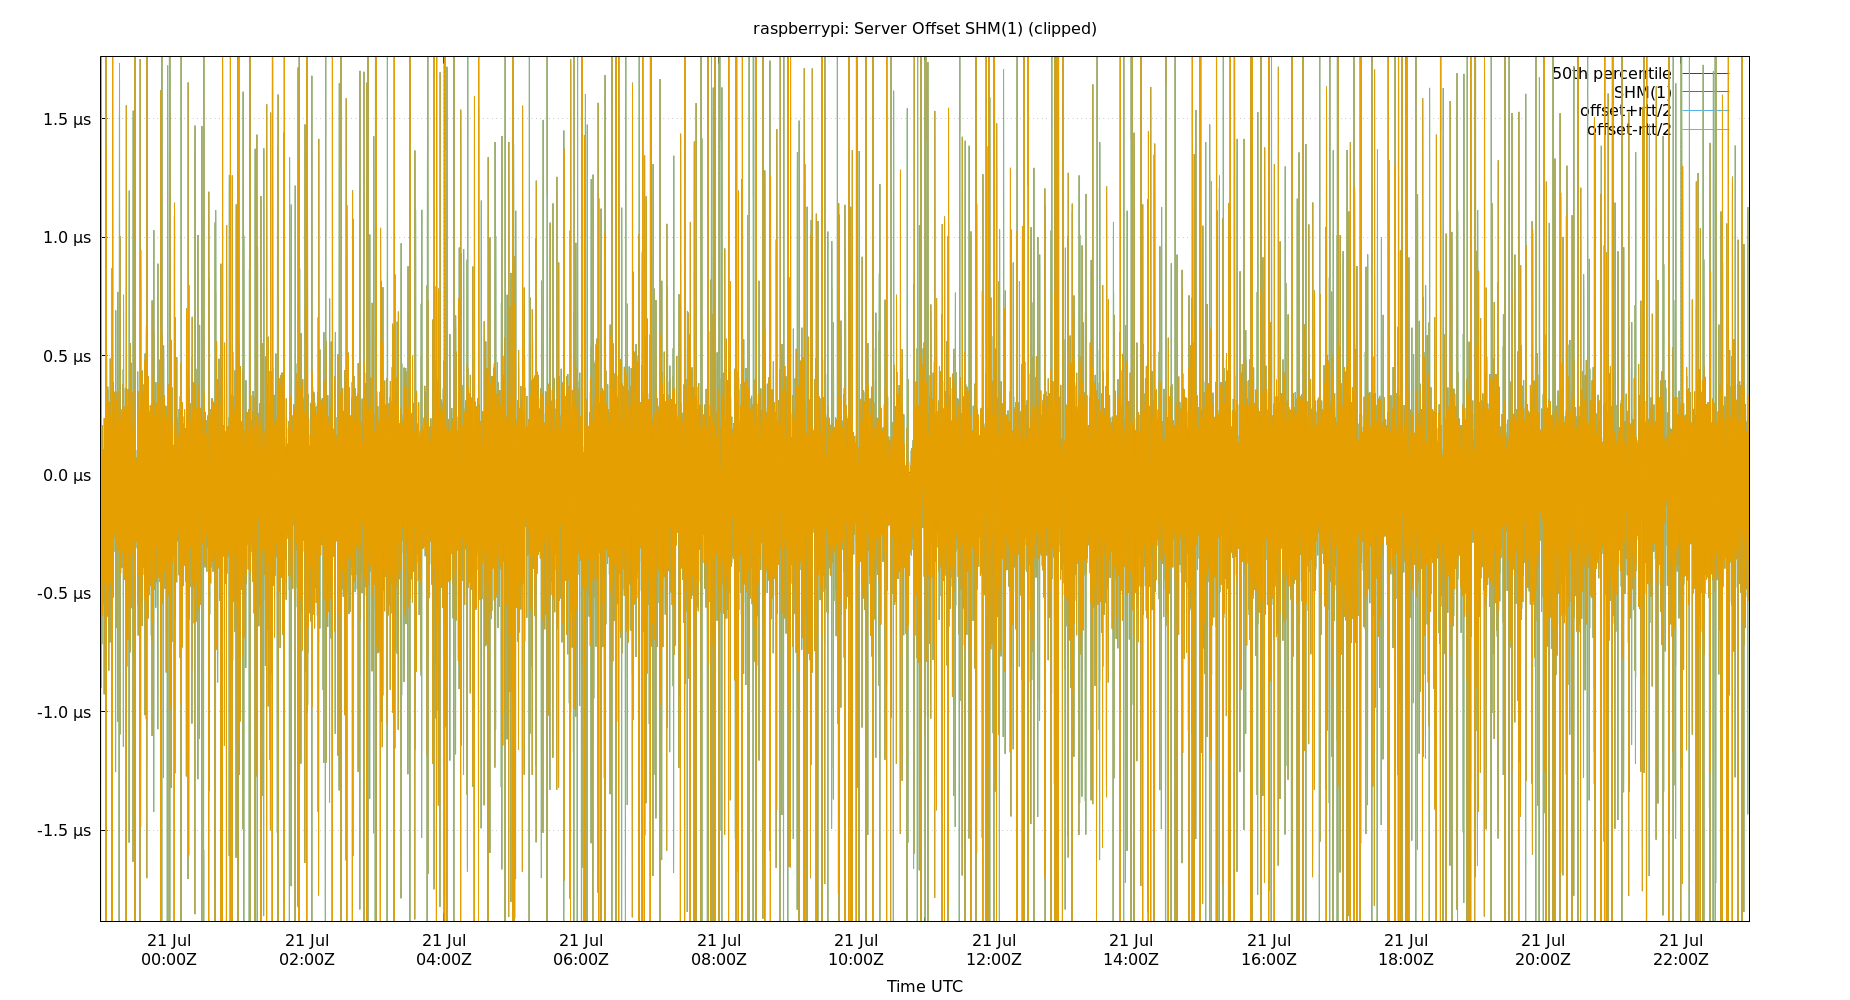 raspberrypi: Server Offset SHM(1) (clipped)
50th percentile
SHM(1)
offset+rtt/2
offset-rtt/2
1.5 µs
1.0 µs
0.5 µs
0.0 µs
-0.5 µs
-1.0 µs
-1.5 µs
21 Jul 21 Jul 21 Jul 21 Jul 21 Jul 21 Jul 21 Jul 21 Jul 21 Jul 21 Jul 21 Jul 21 Jul
00:00Z 02:00Z 04:00Z 06:00Z 08:00Z 10:00Z 12:00Z 14:00Z 16:00Z 18:00Z 20:00Z 22:00Z
Time UTC